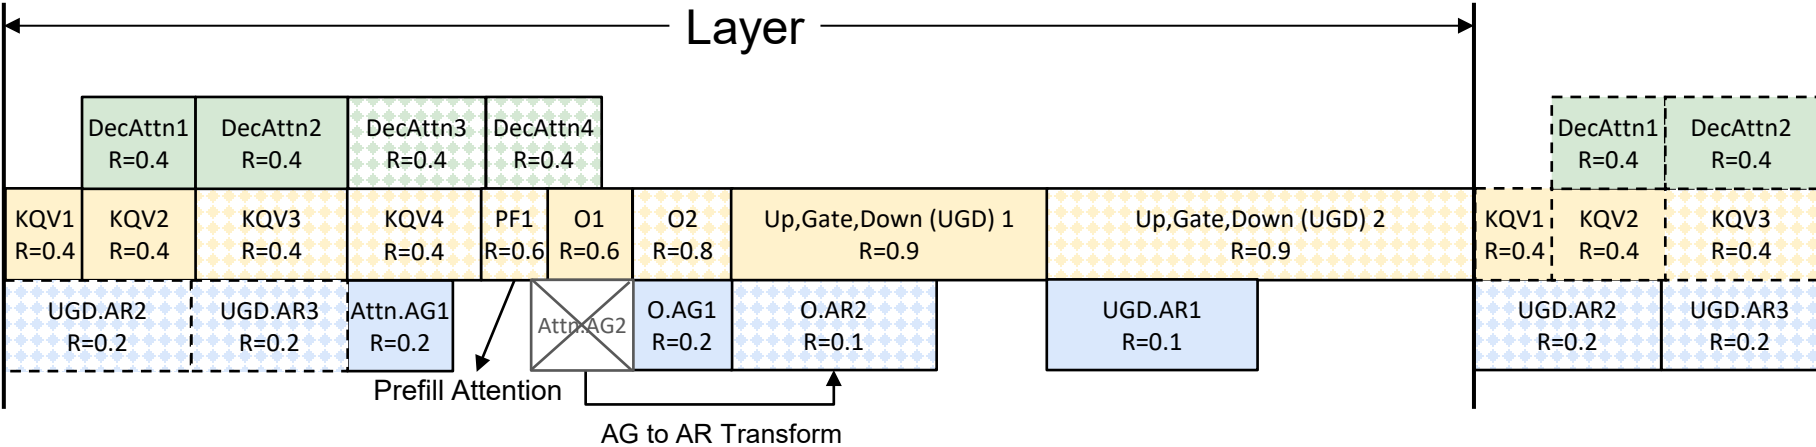 Layer
DecAttn1
R=0.4
DecAttn2
R=0.4
DecAttn3
R=0.4
DecAttn4
R=0.4
DecAttn1
R=0.4
DecAttn2
R=0.4
KQV1
R=0.4
KQV2
R=0.4
KQV3
R=0.4
KQV4
R=0.4
PF1
R=0.6
O1
R=0.6
O2
R=0.8
Up,Gate,Down (UGD) 1
R=0.9
Up,Gate,Down (UGD) 2
R=0.9
KQV1
R=0.4
KQV2
R=0.4
KQV3
R=0.4
UGD.AR2
R=0.2
UGD.AR3
R=0.2
Attn.AG1
R=0.2
Attn.AG2
O.AG1
R=0.2
O.AR2
R=0.1
UGD.AR1
R=0.1
UGD.AR2
R=0.2
UGD.AR3
R=0.2
Prefill Attention
AG to AR Transform